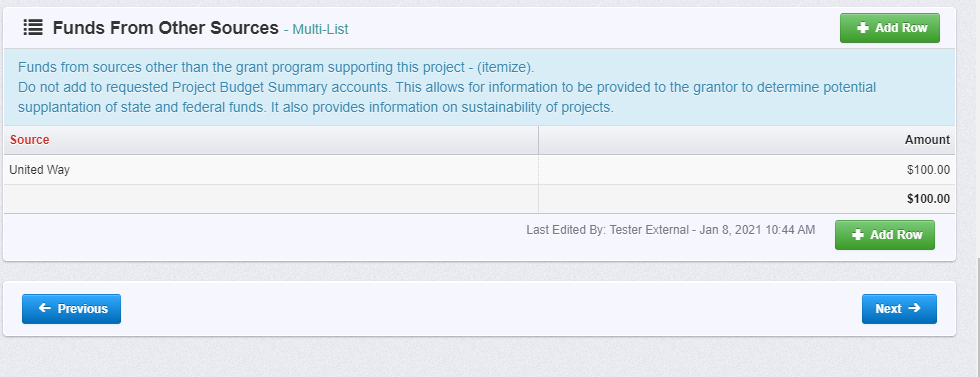 Funds From Other Sources - Multi-List
Add Row
Funds from sources other than the grant program supporting this project - (itemize).
Do not add to requested Project Budget Summary accounts. This allows for information to be provided to the grantor to determine potential
supplantation of state and federal funds. It also provides information on sustainability of projects.
Source Amount
United Way $100.00
$100.00
Last Edited By: Tester External - Jan 8, 2021 10:44 AM
Add Row
Previous
Next